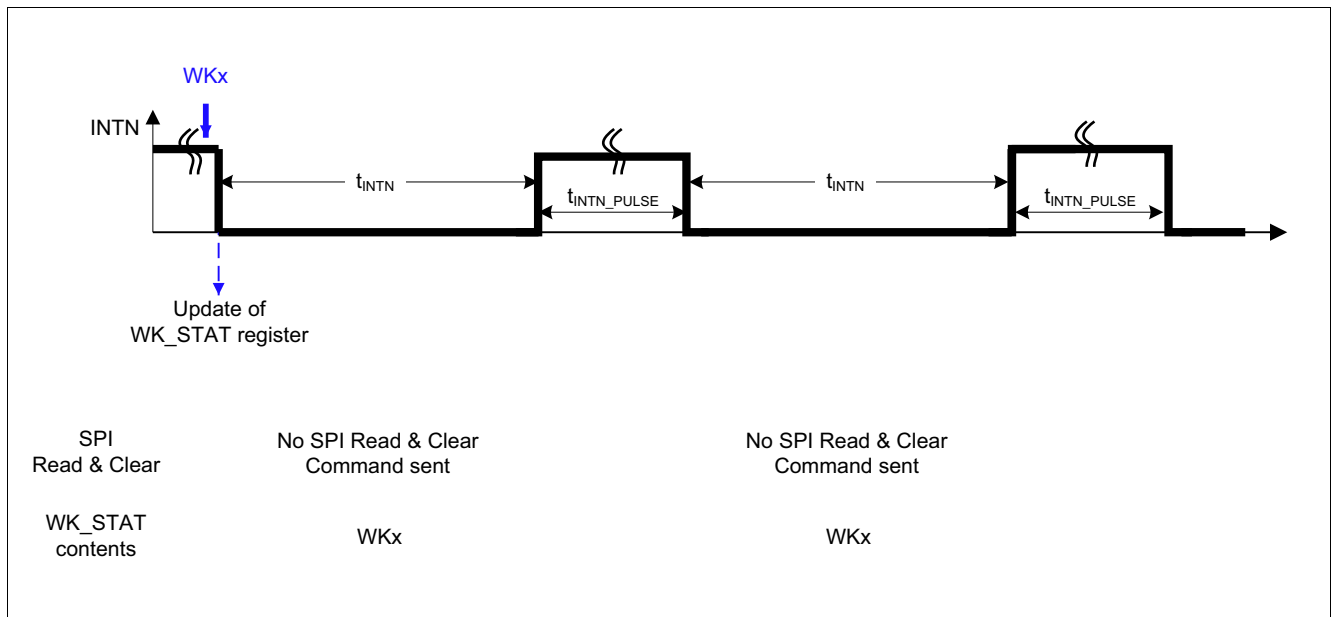 WKx
INTN
tINTN
tINTN
tINTN_PULSE
tINTN_PULSE
Update of
WK_STAT register
SPI
Read & Clear
No SPI Read & Clear
Command sent
No SPI Read & Clear
Command sent
WK_STAT
contents
WKx
WKx